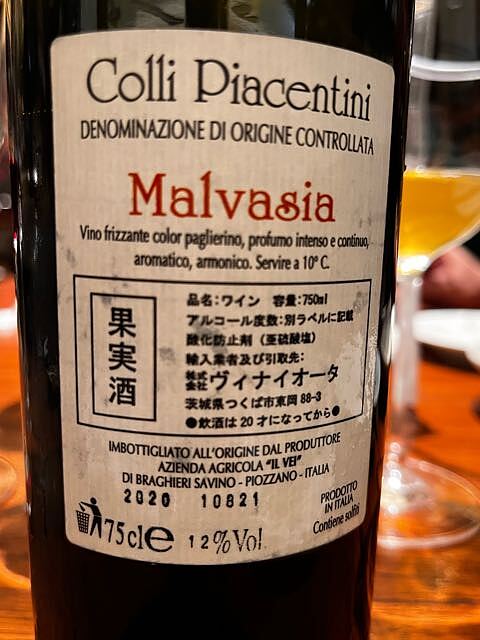 Colli Piacentini
DENOMINAZIONE DI ORIGINE CONTROLLATA
Malvasia
Vino frizzante color paglierino, profumo intenso e continuo,
aromatico, armonico. Servire a 10° C.
果実酒
品名:ワイン 容量:750ml
アルコール度数:別ラベルに記載
酸化防止剤(亜硫酸塩)
輸入業者及び引取先:
株式会社ヴィナイオータ
茨城県つくば市東岡 88-3
●飲酒は 20 才になってから●
IMBOTTIGLIATO ALL'ORIGINE DAL PRODUTTORE
AZIENDA AGRICOLA "IL VEI"
DI BRAGHIERI SAVINO - PIOZZANO - ITALIA
2020 10821
PRODOTTO
IN ITALIA
Contiene solfiti
75cle 12%Vol